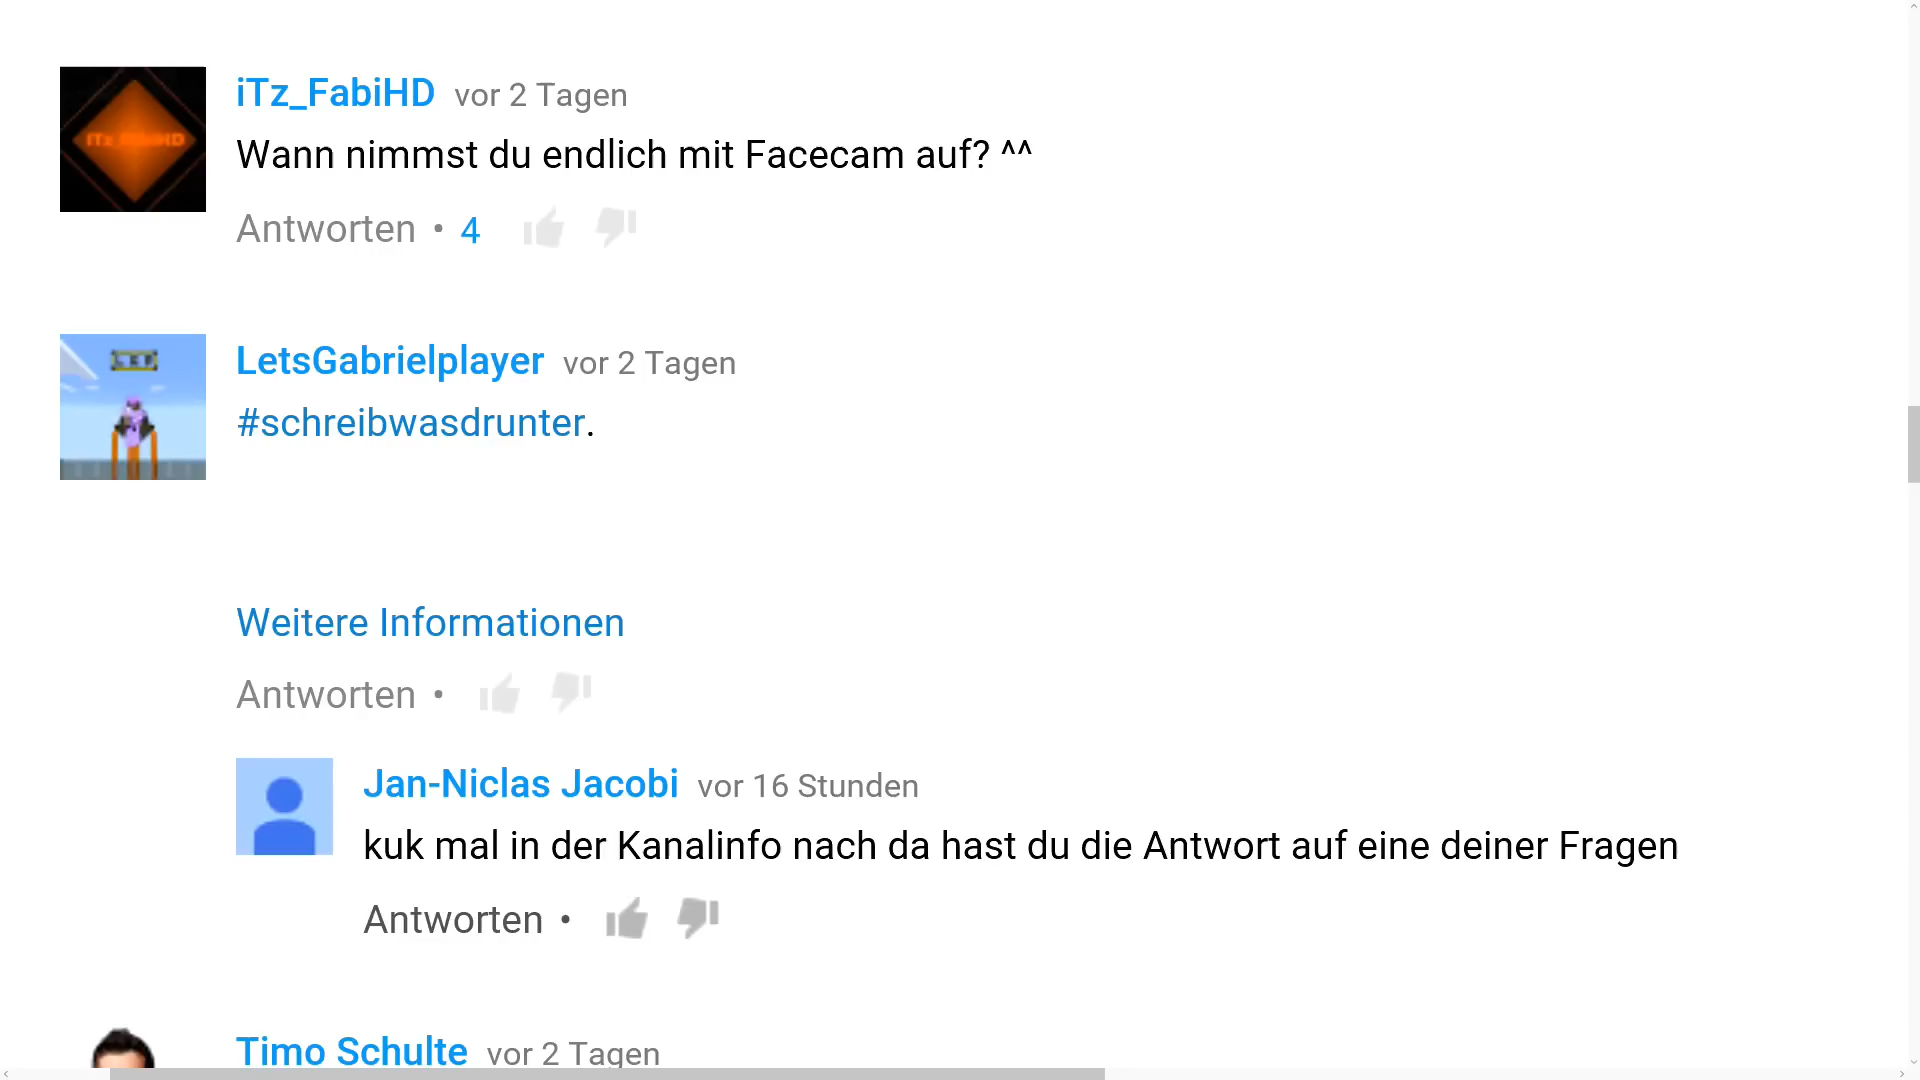 iTz_FabiHD vor 2 Tagen
Wann nimmst du endlich mit Facecam auf? ^^
Antworten • 4
LET
LetsGabrielplayer vor 2 Tagen
#schreibwasdrunter.
Weitere Informationen
Antworten •
Jan-Niclas Jacobi vor 16 Stunden
kuk mal in der Kanalinfo nach da hast du die Antwort auf eine deiner Fragen
Antworten •
Timo Schulte vor 2 Tagen